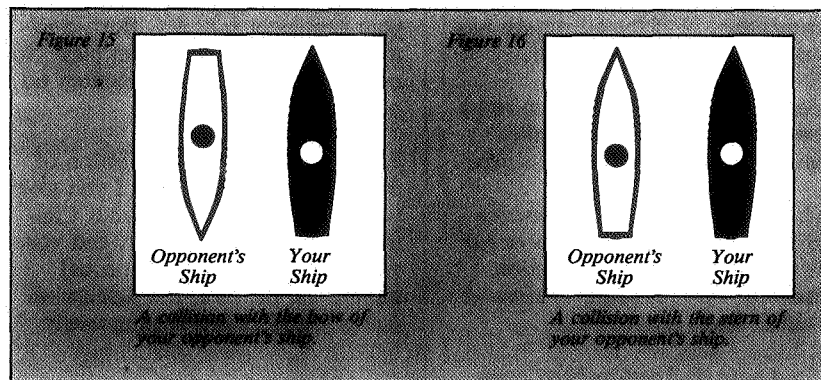 Figure 15
Opponent's
Ship
Your
Ship
A collision with the bow of
your opponent's ship.
Figure 16
Opponent's
Ship
Your
Ship
A collision with the stern of
your opponent's ship.